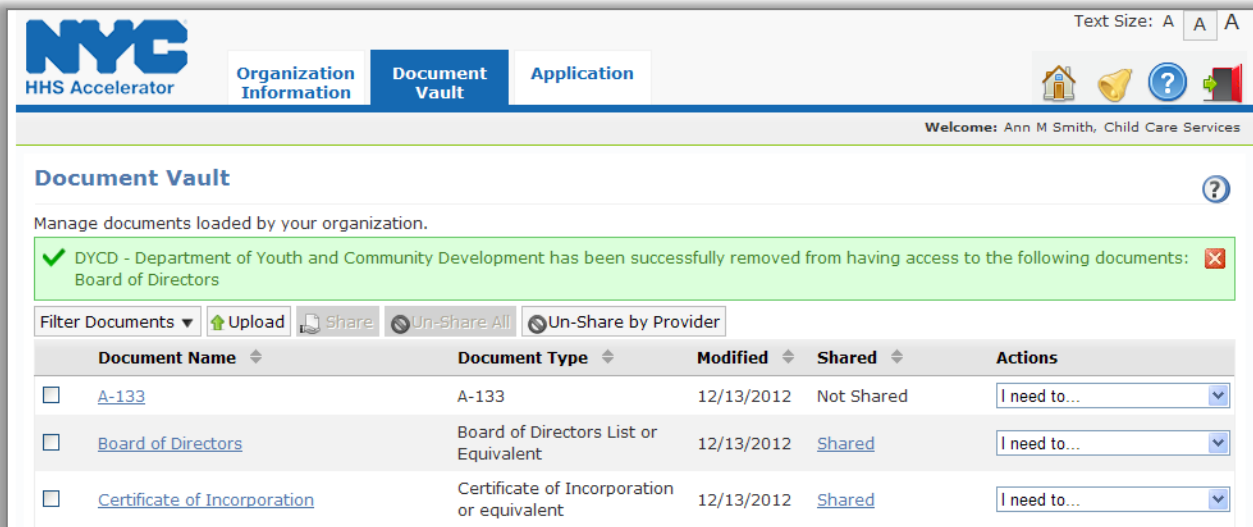 Text Size: A A A
NYC
HHS Accelerator
Organization Information
Document Vault
Application
Welcome: Ann M Smith, Child Care Services
Document Vault
Manage documents loaded by your organization.
DYCD - Department of Youth and Community Development has been successfully removed from having access to the following documents:
Board of Directors
Filter Documents Upload Share Un-Share All Un-Share by Provider
Document Name Document Type Modified Shared Actions
A-133 A-133 12/13/2012 Not Shared I need to...
Board of Directors Board of Directors List or Equivalent 12/13/2012 Shared I need to...
Certificate of Incorporation Certificate of Incorporation or equivalent 12/13/2012 Shared I need to...